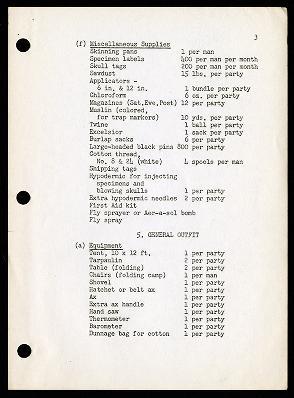 3
(f) Miscellaneous Supplies
Skinning pans 1 per man
Specimen labels 400 per man per month
Skull tags 200 per man per month
Sawdust 15 lbs. per party
Applicators -
6 in. & 12 in. 1 bundle per party
Chloroform 6 oz. per party
Magazines (Sat.Eve.Post) 12 per party
Muslin (colored,
for trap markers) 10 yds. per party
Twine 1 ball per party
Excelsior 1 sack per party
Burlap sacks 6 per party
Large-headed black pins 800 per party
Cotton thread,
No. 8 & 24 (white) 4 spools per man
Shipping tags
Hypodermic for injecting
specimens and
blowing skulls 1 per party
Extra hypodermic needles 2 per party
First Aid kit
Fly sprayer or Aer-a-sol bomb
Fly spray
5. GENERAL OUTFIT
(a) Equipment
Tent, 10 x 12 ft. 1 per party
Tarpaulin 2 per party
Table (folding) 2 per party
Chairs (folding camp) 1 per man
Shovel 1 per party
Hatchet or belt ax 1 per party
Ax 1 per party
Extra ax handle 1 per party
Hand saw 1 per party
Thermometer 1 per party
Barometer 1 per party
Dunnage bag for cotton 1 per party